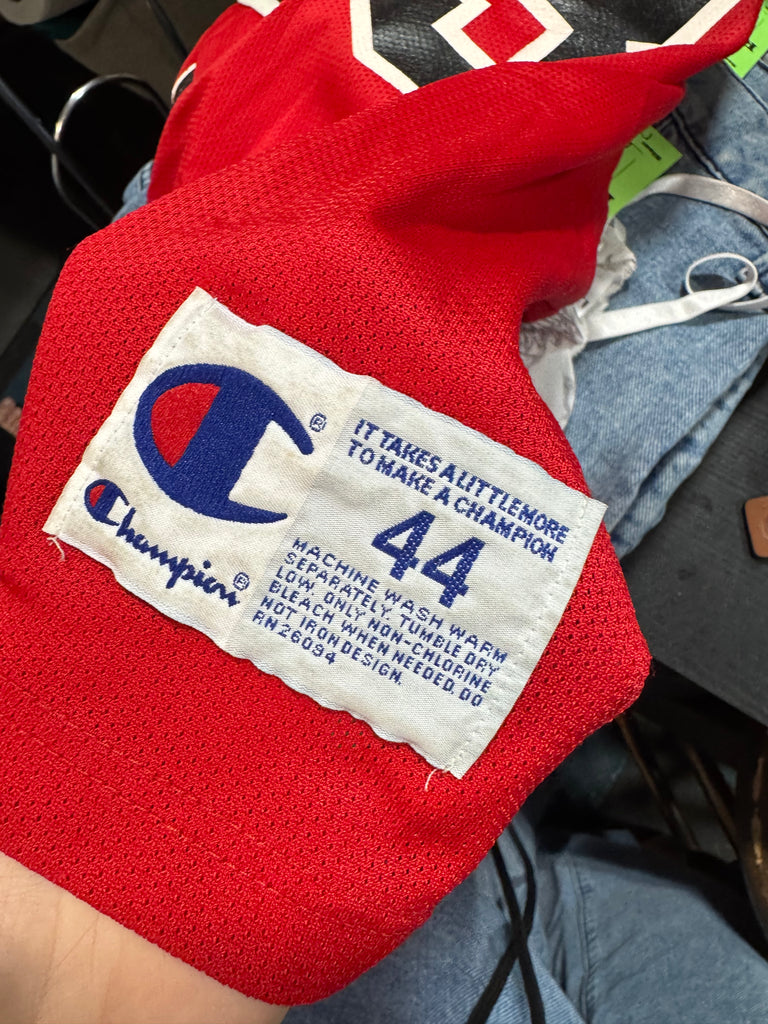 ®
Champion®
IT TAKES A LITTLE MORE
TO MAKE A CHAMPION
44
MACHINE WASH WARM
SEPARATELY, TUMBLE DRY
LOW, ONLY NON-CHLORINE
BLEACH WHEN NEEDED, DO
NOT IRON DESIGN.
RN 26094